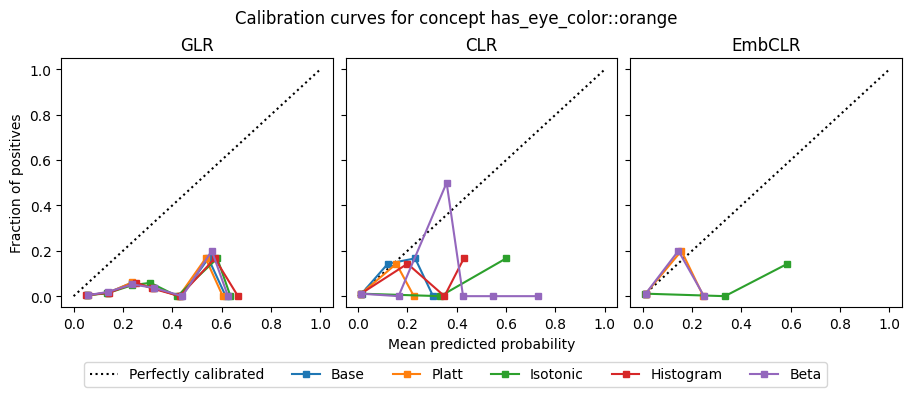 Calibration curves for concept has_eye_color::orange
GLR
CLR
EmbCLR
Fraction of positives
1.0
0.8
0.6
0.4
0.2
0.0
0.0 0.2 0.4 0.6 0.8 1.0
0.0 0.2 0.4 0.6 0.8 1.0
0.0 0.2 0.4 0.6 0.8 1.0
Mean predicted probability
Perfectly calibrated Base Platt Isotonic Histogram Beta